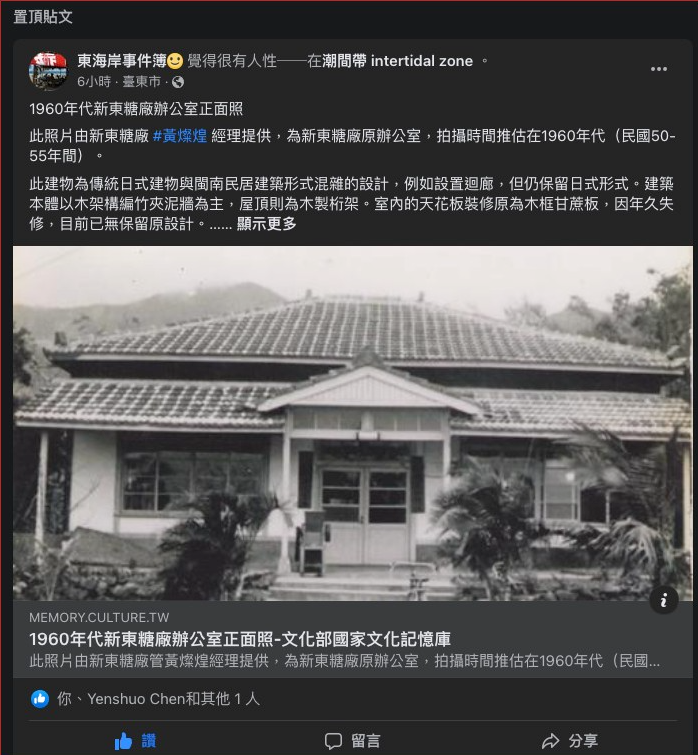 置頂貼文
東海岸事件簿🙂 覺得很有人性——在潮間帶 intertidal zone 。
6小時 · 臺東市 ·
1960年代新東糖廠辦公室正面照
此照片由新東糖廠 #黃燦煌 經理提供，為新東糖廠原辦公室，拍攝時間推估在1960年代（民國50-
55年間）。
此建物為傳統日式建物與閩南民居建築形式混雜的設計，例如設置迴廊，但仍保留日式形式。建築
本體以木架構編竹夾泥牆為主，屋頂則為木製桁架。室內的天花板裝修原為木框甘蔗板，因年久失
修，目前已無保留原設計。…… 顯示更多
MEMORY.CULTURE.TW
1960年代新東糖廠辦公室正面照-文化部國家文化記憶庫
此照片由新東糖廠管黃燦煌經理提供，為新東糖廠原辦公室，拍攝時間推估在1960年代（民國...
你、Yenshuo Chen和其他 1 人
讚
留言
分享